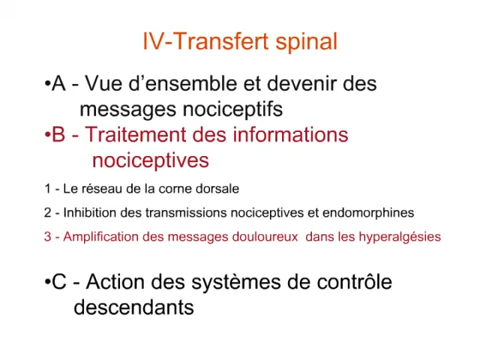 IV-Transfert spinal
•A - Vue d’ensemble et devenir des
messages nociceptifs
•B - Traitement des informations
nociceptives
1 - Le réseau de la corne dorsale
2 - Inhibition des transmissions nociceptives et endomorphines
3 - Amplification des messages douloureux  dans les hyperalgésies
•C - Action des systèmes de contrôle
descendants